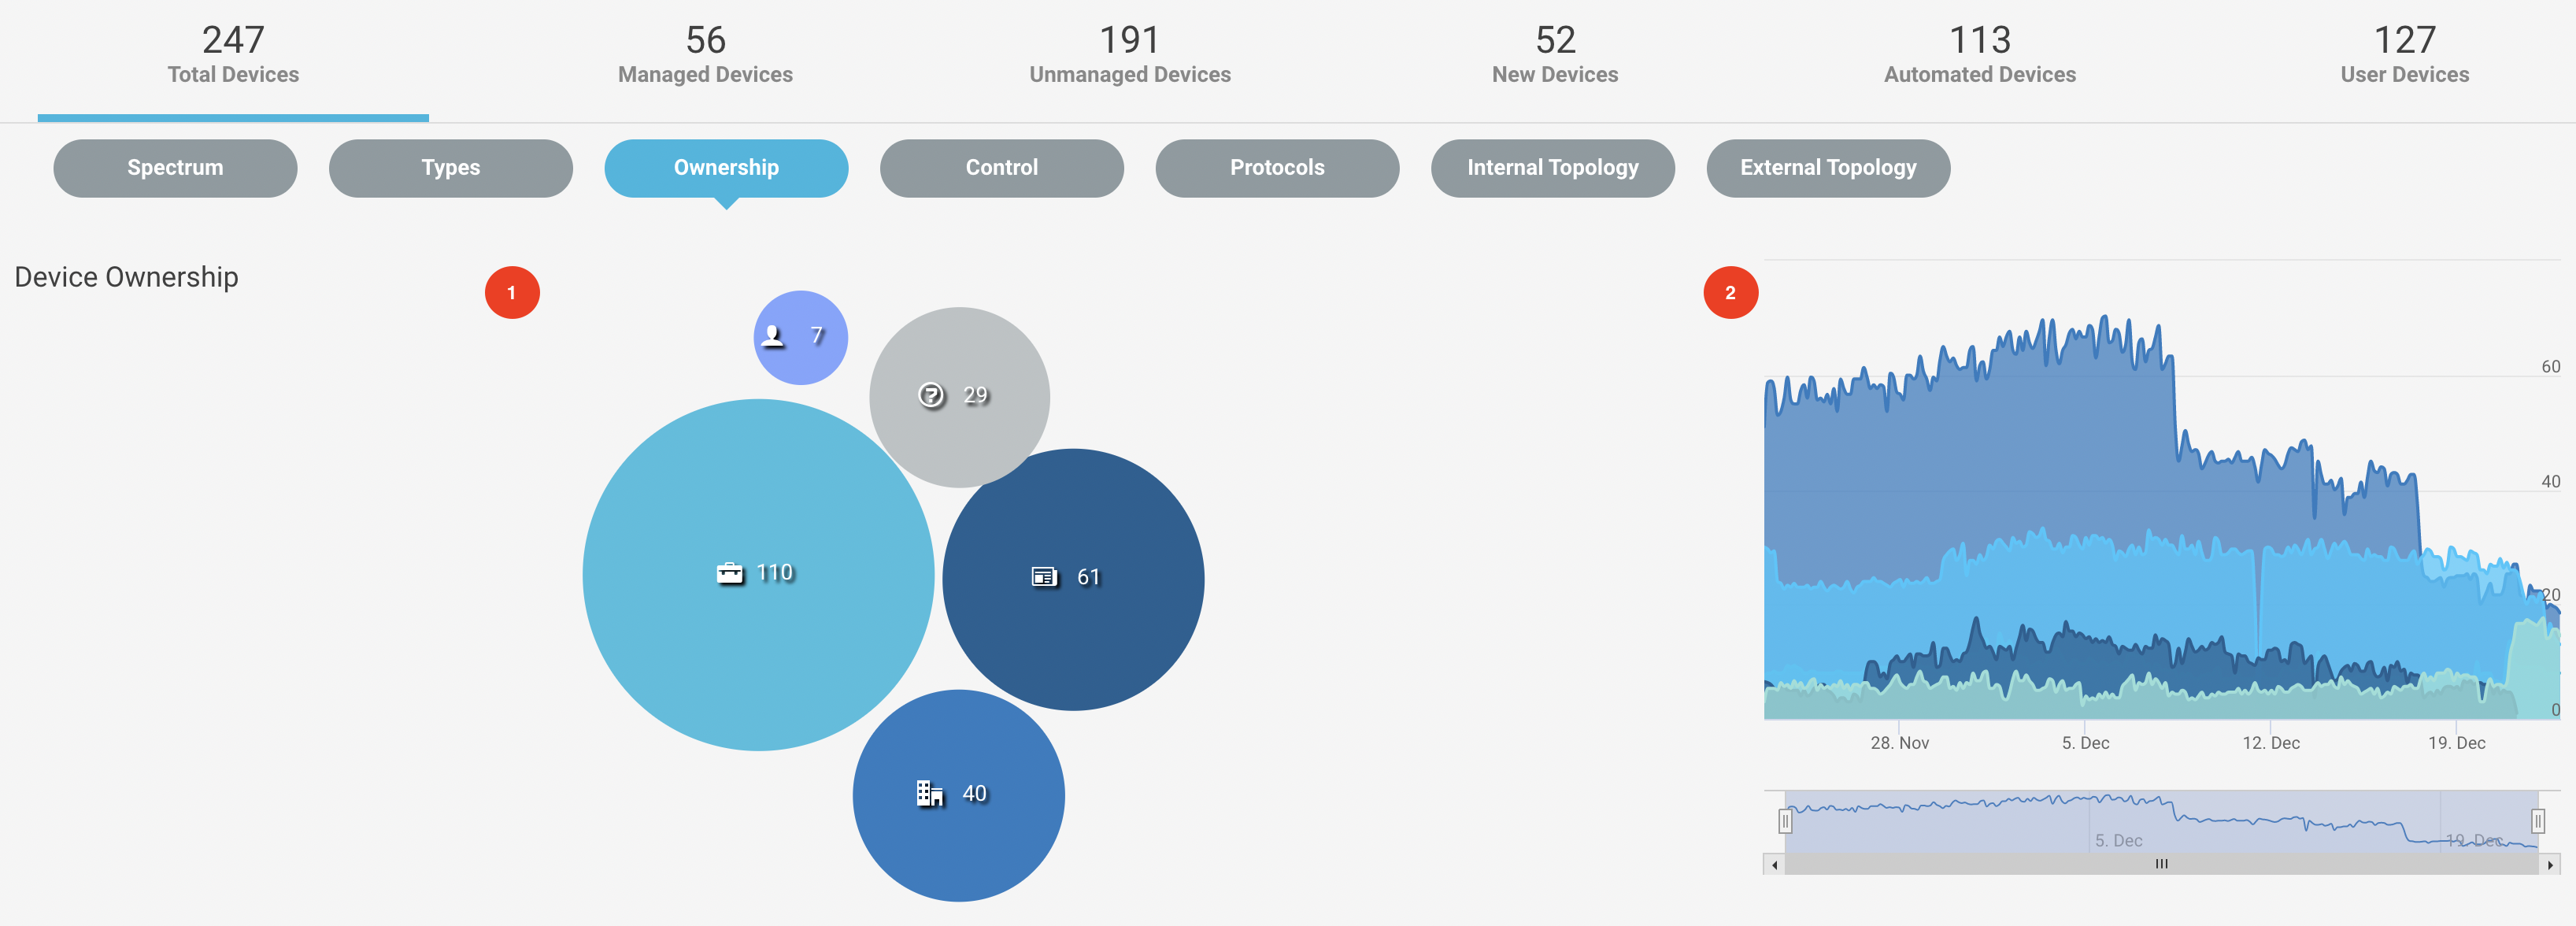 247
Total Devices
56
Managed Devices
191
Unmanaged Devices
52
New Devices
113
Automated Devices
127
User Devices
Spectrum
Types
Ownership
Control
Protocols
Internal Topology
External Topology
Device Ownership
1
7
?
29
110
61
40
2
60
40
20
0
28. Nov
5. Dec
12. Dec
19. Dec
5. Dec
19. Dec